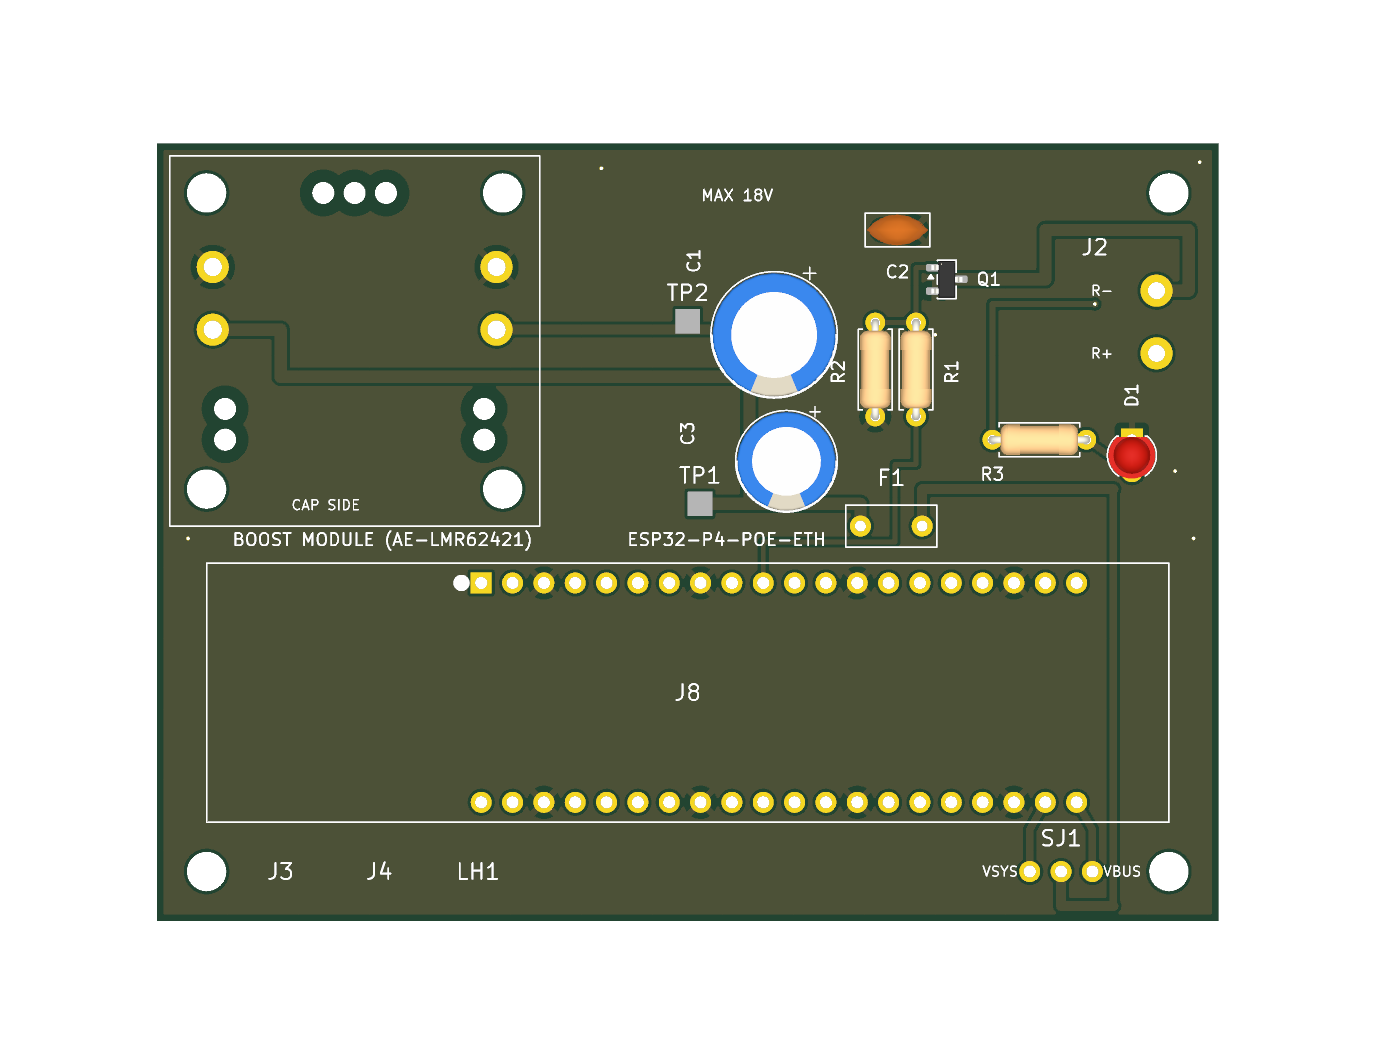 MAX 18V
J2
C1
C2
Q1
TP2
R-
+
R+
R2
R1
D1
+
C3
TP1
F1
R3
CAP SIDE
BOOST MODULE (AE-LMR62421)
ESP32-P4-POE-ETH
J8
SJ1
J3
J4
LH1
VSYS
VBUS